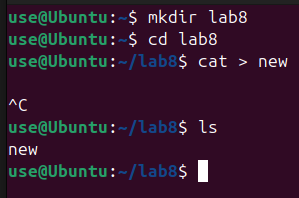 use@Ubuntu:~$ mkdir lab8
use@Ubuntu:~$ cd lab8
use@Ubuntu:~/lab8$ cat > new
^C
use@Ubuntu:~/lab8$ ls
new
use@Ubuntu:~/lab8$